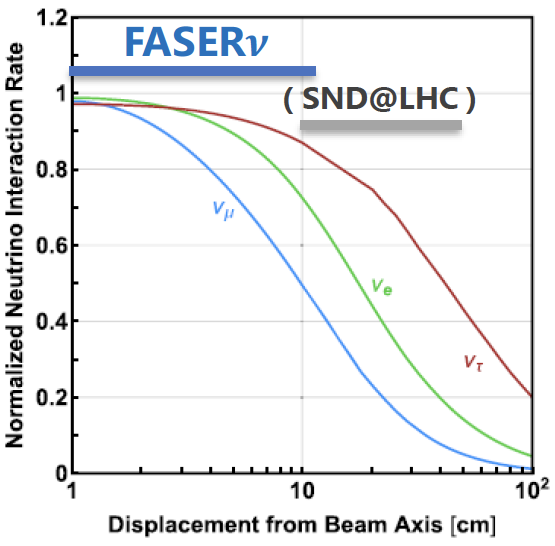 1.2
FASERν
1
( SND@LHC )
0.8
νμ
0.6
νe
0.4
ντ
0.2
0
1
10
10²
Normalized Neutrino Interaction Rate
Displacement from Beam Axis [cm]